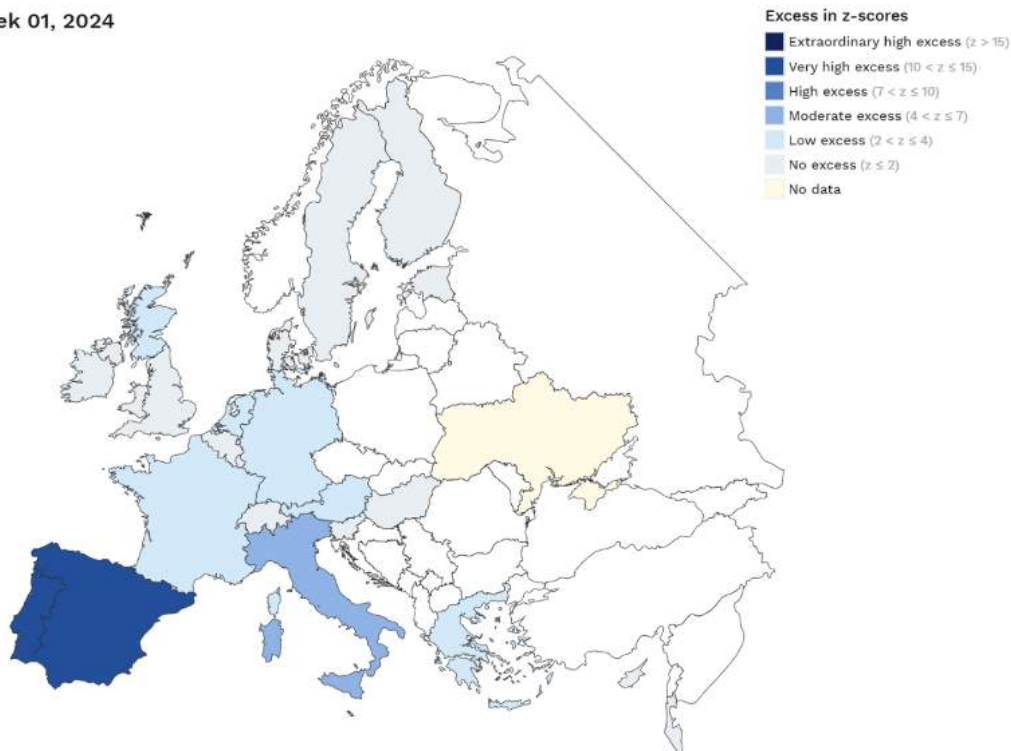 ek 01, 2024
Excess in z-scores
Extraordinary high excess (z > 15)
Very high excess (10 < z ≤ 15)
High excess (7 < z ≤ 10)
Moderate excess (4 < z ≤ 7)
Low excess (2 < z ≤ 4)
No excess (z ≤ 2)
No data